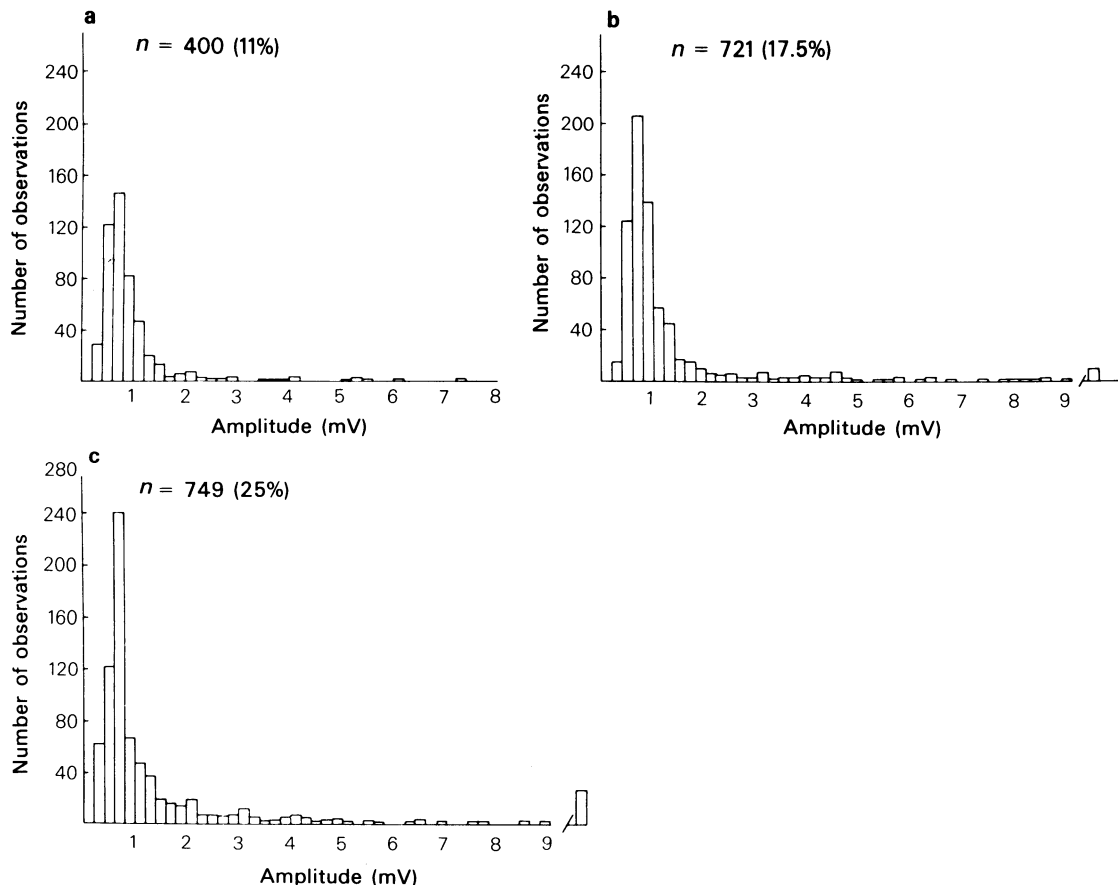 a
n = 400 (11%)
240
200
160
120
80
40
Number of observations
1 2 3 4 5 6 7 8
Amplitude (mV)
b
n = 721 (17.5%)
240
200
160
120
80
40
Number of observations
1 2 3 4 5 6 7 8 9
Amplitude (mV)
c
n = 749 (25%)
280
240
200
160
120
80
40
Number of observations
1 2 3 4 5 6 7 8 9
Amplitude (mV)